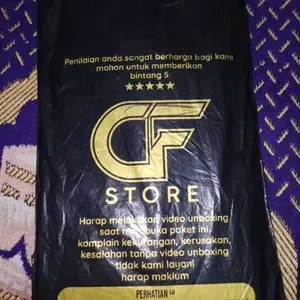 Penilaian anda sangat berharga bagi kami
mohon untuk memberikan
bintang 5
★★★★★
GF
STORE
Harap melakukan video unboxing
saat membuka paket ini,
komplain kekurangan, kerusakan,
kesalahan tanpa video unboxing
tidak kami layani
harap maklum
PERHATIAN !!!